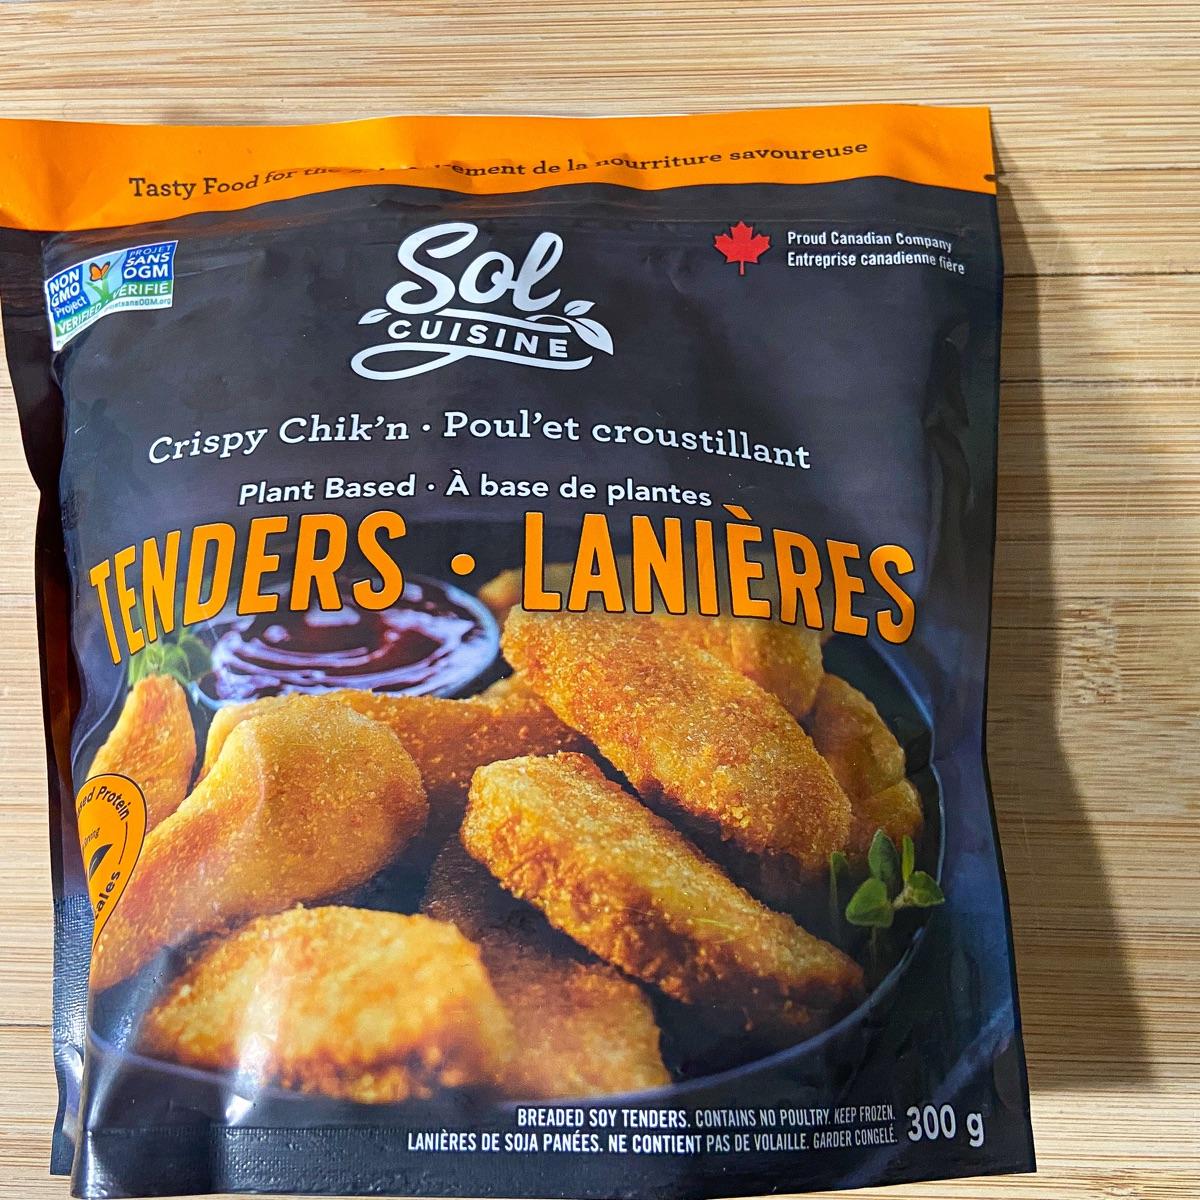 Tasty Food for the
ement de la nourriture savoureuse
NON
GMO
Project
VERIFIED
PROJET
SANS
OGM
VÉRIFIÉ
Sol
CUISINE
Proud Canadian Company
Entreprise canadienne fière
Crispy Chik'n · Poul'et croustillant
Plant Based · À base de plantes
TENDERS · LANIÈRES
Protein
BREADED SOY TENDERS. CONTAINS NO POULTRY. KEEP FROZEN.
LANIÈRES DE SOJA PANÉES. NE CONTIENT PAS DE VOLAILLE. GARDER CONGELÉ.
300 g